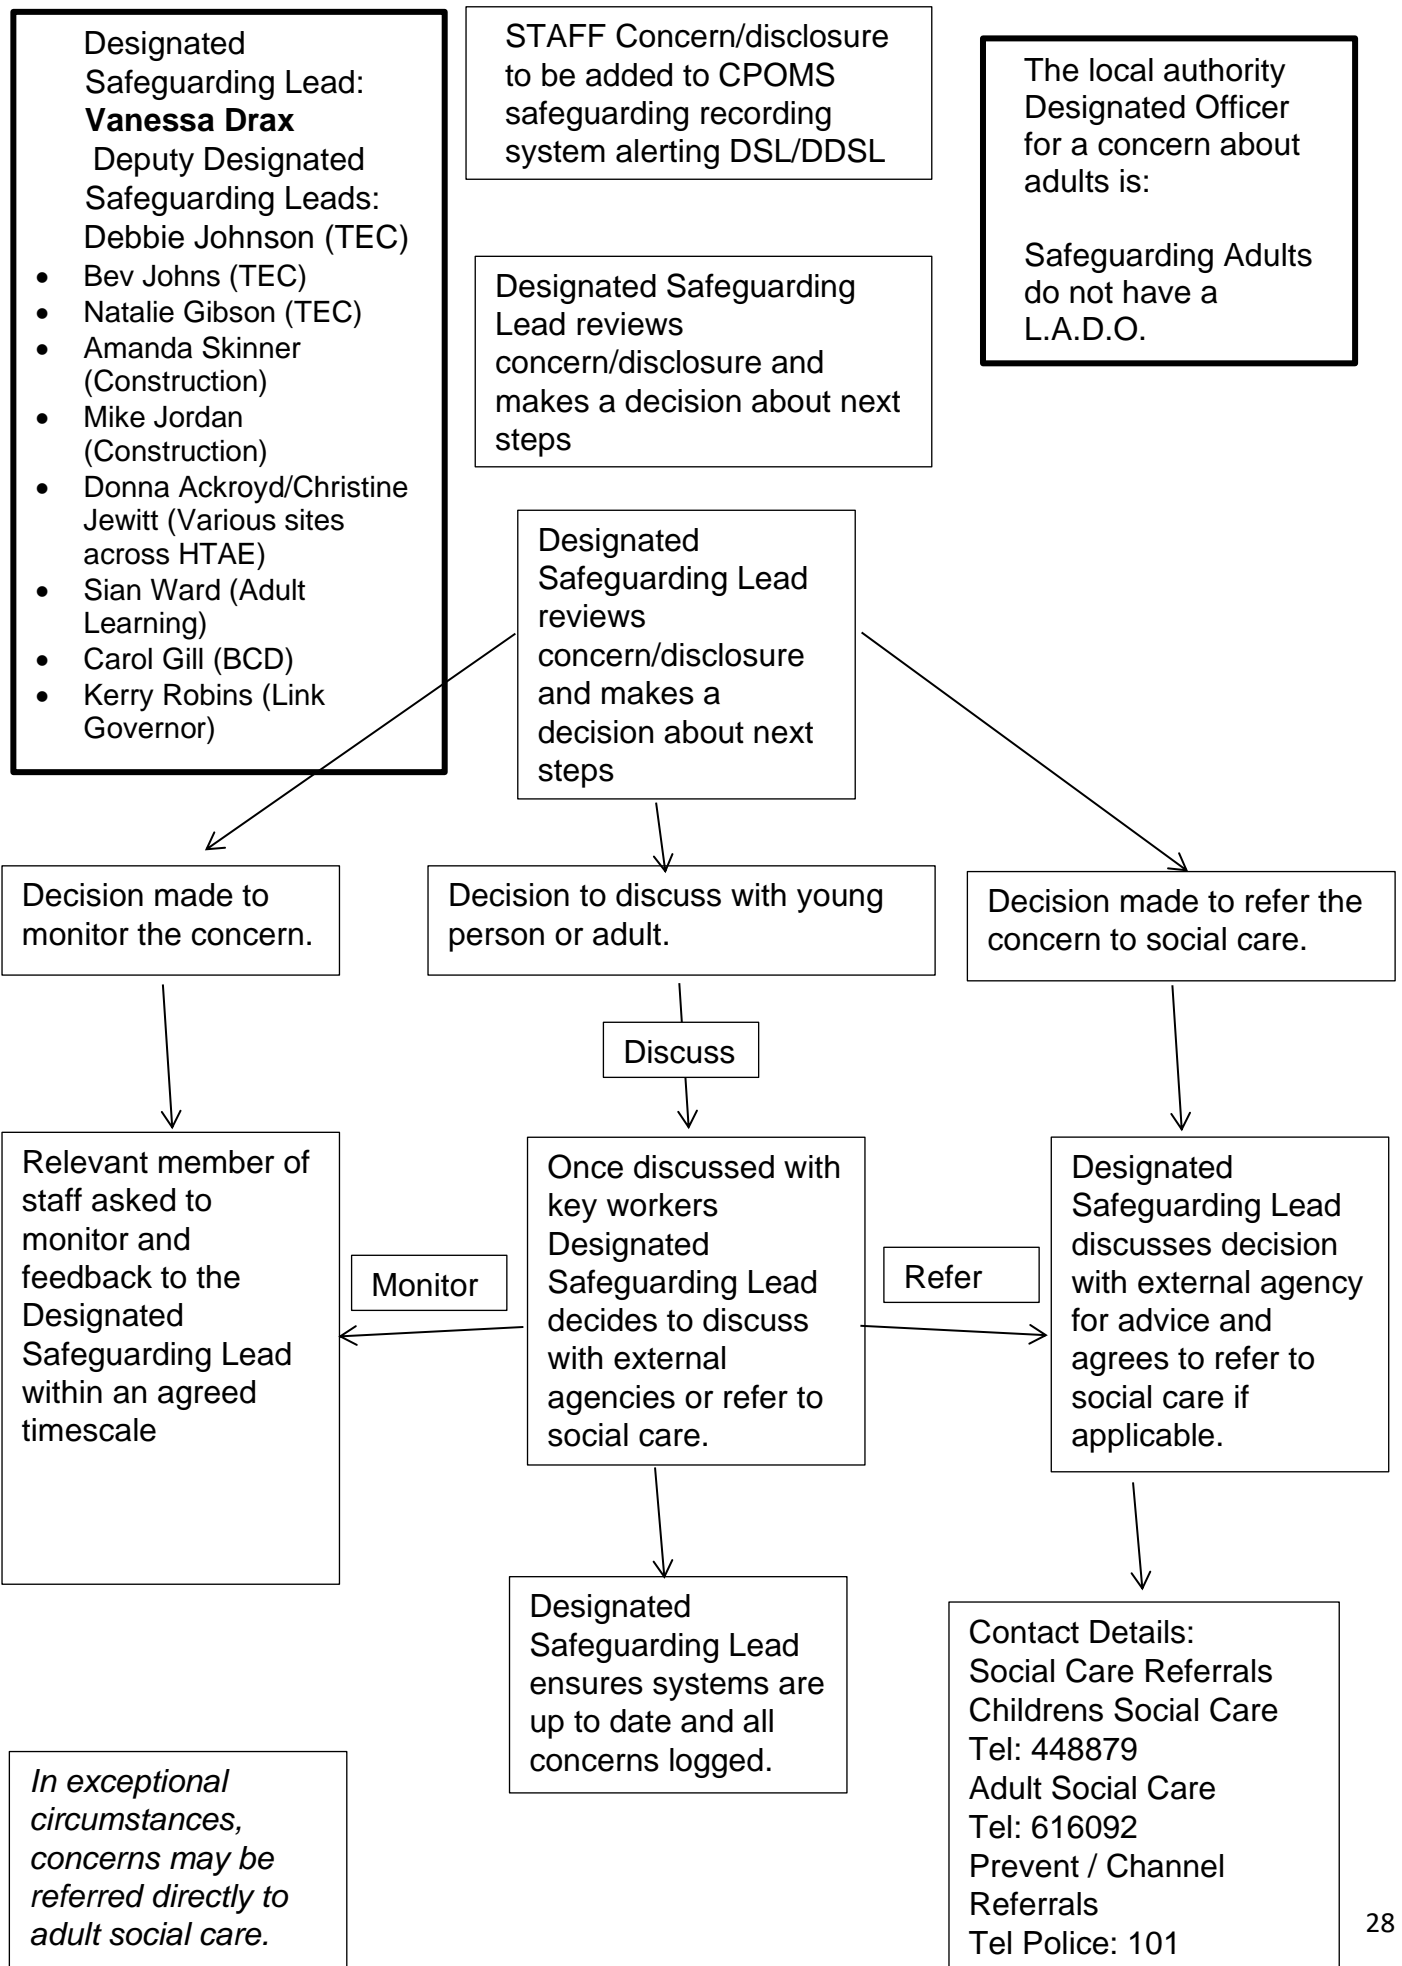 Designated
Safeguarding Lead:
Vanessa Drax
Deputy Designated
Safeguarding Leads:
Debbie Johnson (TEC)
• Bev Johns (TEC)
• Natalie Gibson (TEC)
• Amanda Skinner
(Construction)
• Mike Jordan
(Construction)
• Donna Ackroyd/Christine
Jewitt (Various sites
across HTAE)
• Sian Ward (Adult
Learning)
• Carol Gill (BCD)
• Kerry Robins (Link
Governor)
STAFF Concern/disclosure
to be added to CPOMS
safeguarding recording
system alerting DSL/DDSL
The local authority
Designated Officer
for a concern about
adults is:
Safeguarding Adults
do not have a
L.A.D.O.
Designated Safeguarding
Lead reviews
concern/disclosure and
makes a decision about next
steps
Designated
Safeguarding Lead
reviews
concern/disclosure
and makes a
decision about next
steps
Decision made to
monitor the concern.
Decision to discuss with young
person or adult.
Decision made to refer the
concern to social care.
Discuss
Relevant member of
staff asked to
monitor and
feedback to the
Designated
Safeguarding Lead
within an agreed
timescale
Monitor
Once discussed with
key workers
Designated
Safeguarding Lead
decides to discuss
with external
agencies or refer to
social care.
Refer
Designated
Safeguarding Lead
discusses decision
with external agency
for advice and
agrees to refer to
social care if
applicable.
Designated
Safeguarding Lead
ensures systems are
up to date and all
concerns logged.
Contact Details:
Social Care Referrals
Childrens Social Care
Tel: 448879
Adult Social Care
Tel: 616092
Prevent / Channel
Referrals
Tel Police: 101
In exceptional
circumstances,
concerns may be
referred directly to
adult social care.
28